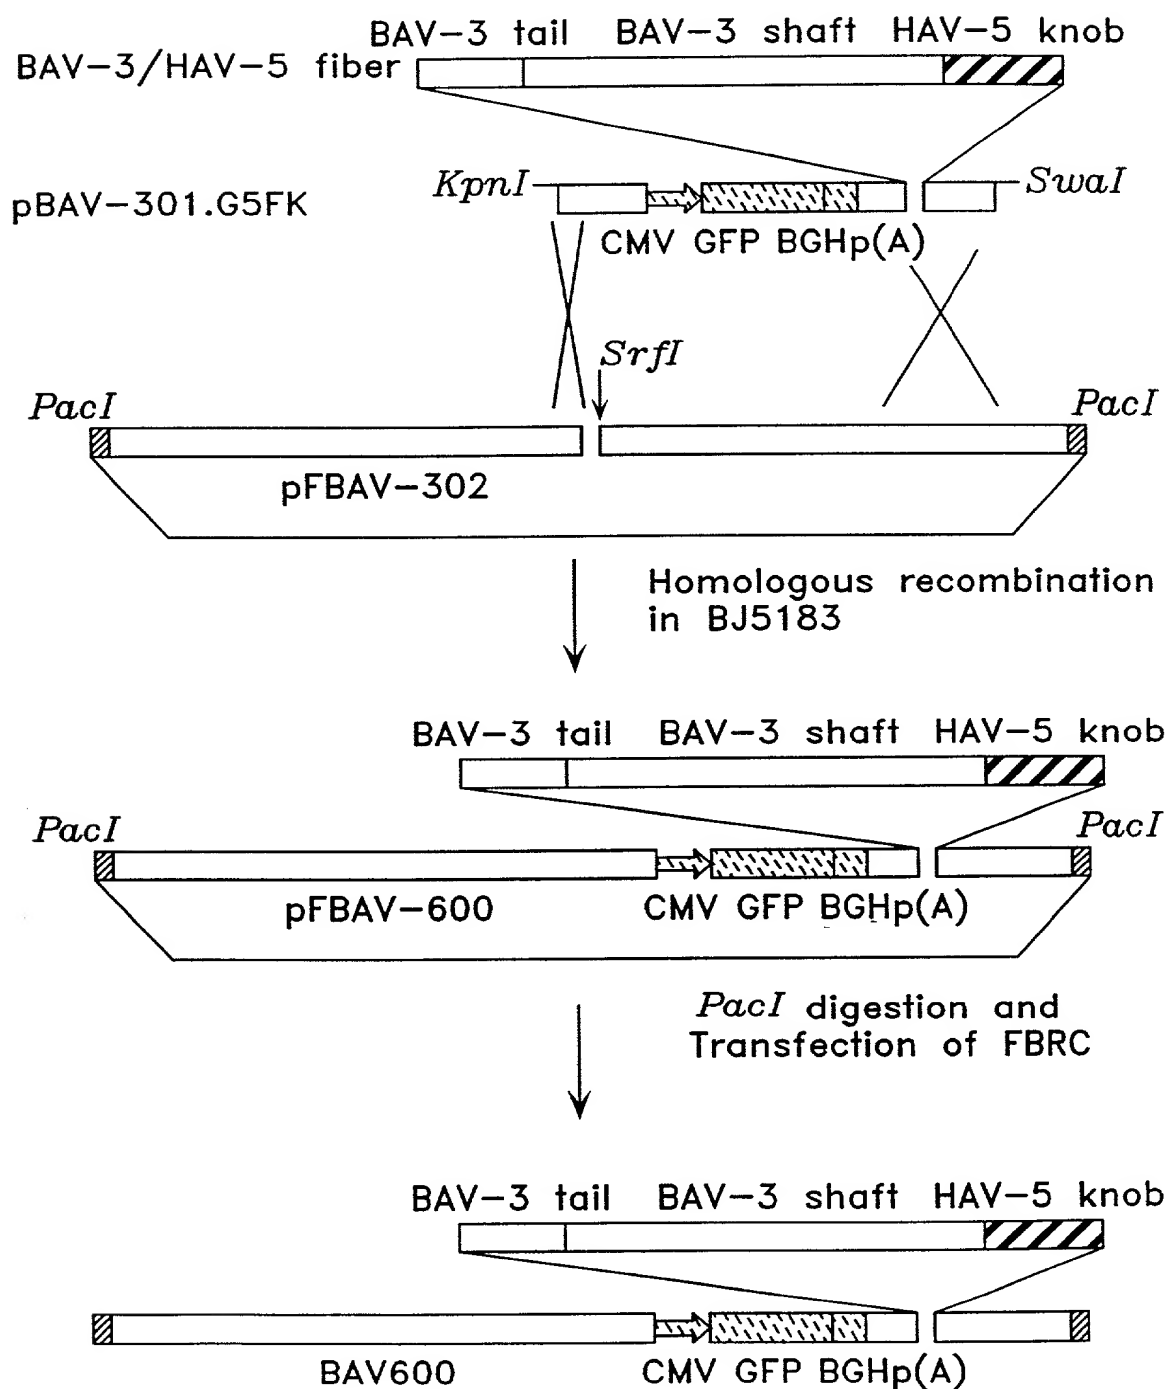 BAV-3 tail BAV-3 shaft HAV-5 knob
BAV-3/HAV-5 fiber
KpnI
SwaI
pBAV-301.G5FK
CMV GFP BGHp(A)
SrfI
PacI
PacI
pFBAV-302
Homologous recombination
in BJ5183
BAV-3 tail BAV-3 shaft HAV-5 knob
PacI
PacI
pFBAV-600
CMV GFP BGHp(A)
PacI digestion and
Transfection of FBRC
BAV-3 tail BAV-3 shaft HAV-5 knob
BAV600
CMV GFP BGHp(A)